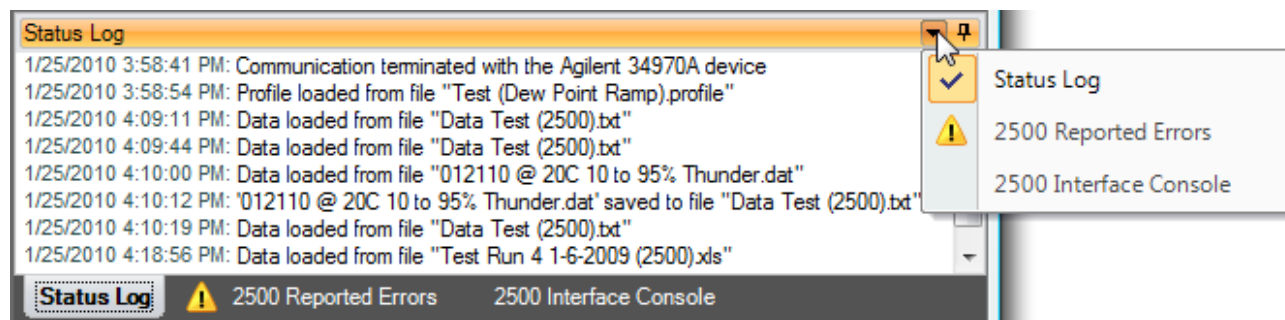 Status Log
1/25/2010 3:58:41 PM: Communication terminated with the Agilent 34970A device
1/25/2010 3:58:54 PM: Profile loaded from file "Test (Dew Point Ramp).profile"
1/25/2010 4:09:11 PM: Data loaded from file "Data Test (2500).txt"
1/25/2010 4:09:44 PM: Data loaded from file "Data Test (2500).txt"
1/25/2010 4:10:00 PM: Data loaded from file "012110 @ 20C 10 to 95% Thunder.dat"
1/25/2010 4:10:12 PM: '012110 @ 20C 10 to 95% Thunder.dat' saved to file "Data Test (2500).txt"
1/25/2010 4:10:19 PM: Data loaded from file "Data Test (2500).txt"
1/25/2010 4:18:56 PM: Data loaded from file "Test Run 4 1-6-2009 (2500).xls"
Status Log 2500 Reported Errors 2500 Interface Console
Status Log
2500 Reported Errors
2500 Interface Console